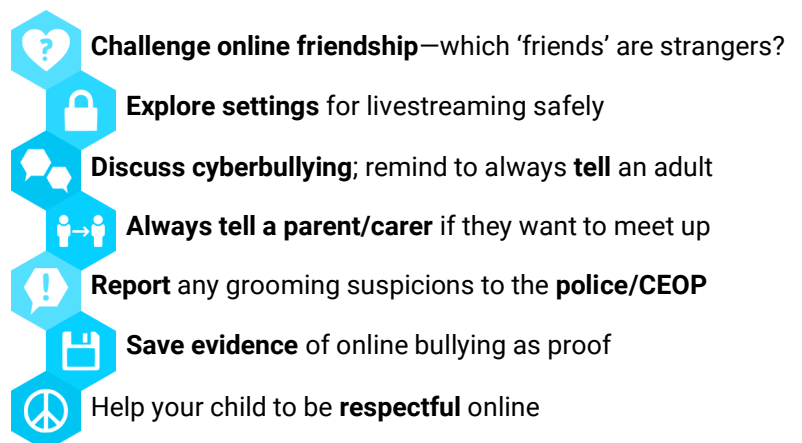 Challenge online friendship—which ‘friends’ are strangers?
Explore settings for livestreaming safely
Discuss cyberbullying; remind to always tell an adult
Always tell a parent/carer if they want to meet up
Report any grooming suspicions to the police/CEOP
Save evidence of online bullying as proof
Help your child to be respectful online